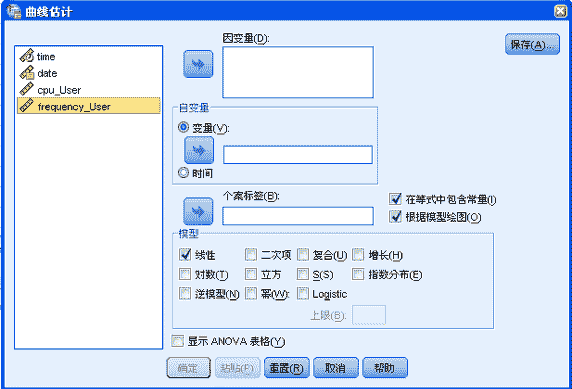 曲线估计
time
date
cpu_User
frequency_User
因变量(D):
保存(A)...
自变量
变量(V):
时间
个案标签(B):
在等式中包含常量(I)
根据模型绘图(O)
模型
线性 二次项 复合(U) 增长(H)
对数(T) 立方 S(S) 指数分布(E)
逆模型(N) 幂(W): Logistic
上限(B):
显示 ANOVA 表格(Y)
确定 粘贴(P) 重置(R) 取消 帮助